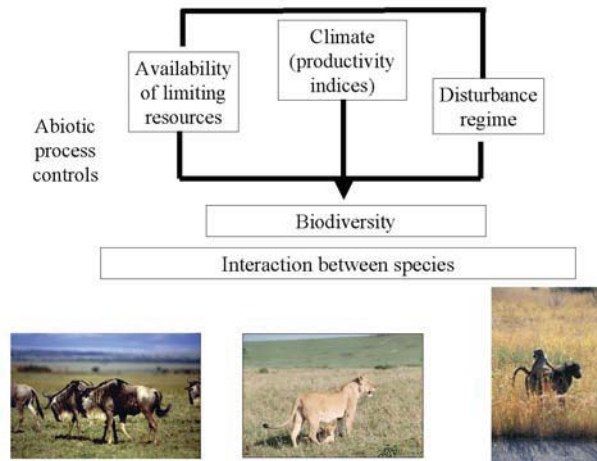 Climate
(productivity
indices)
Availability
of limiting
resources
Disturbance
regime
Abiotic
process
controls
Biodiversity
Interaction between species